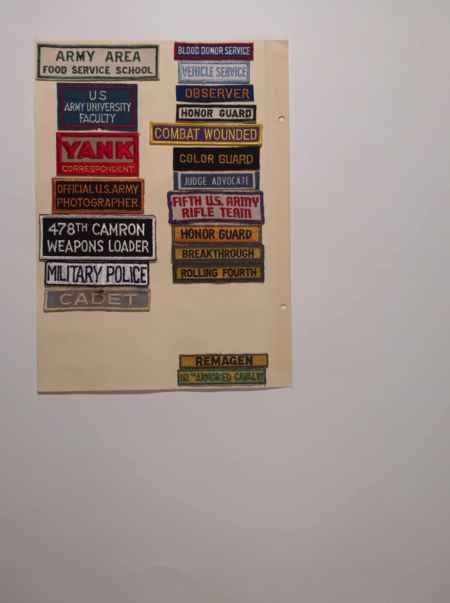 ARMY AREA
FOOD SERVICE SCHOOL
US
ARMY UNIVERSITY
FACULTY
YANK
CORRESPONDENT
OFFICIAL U.S. ARMY
PHOTOGRAPHER
478TH CAMRON
WEAPONS LOADER
MILITARY POLICE
CADET
BLOOD DONOR SERVICE
VEHICLE SERVICE
OBSERVER
HONOR GUARD
COMBAT WOUNDED
COLOR GUARD
JUDGE ADVOCATE
FIFTH U.S. ARMY
RIFLE TEAM
HONOR GUARD
BREAKTHROUGH
ROLLING FOURTH
REMAGEN
ARMORED CAVALRY